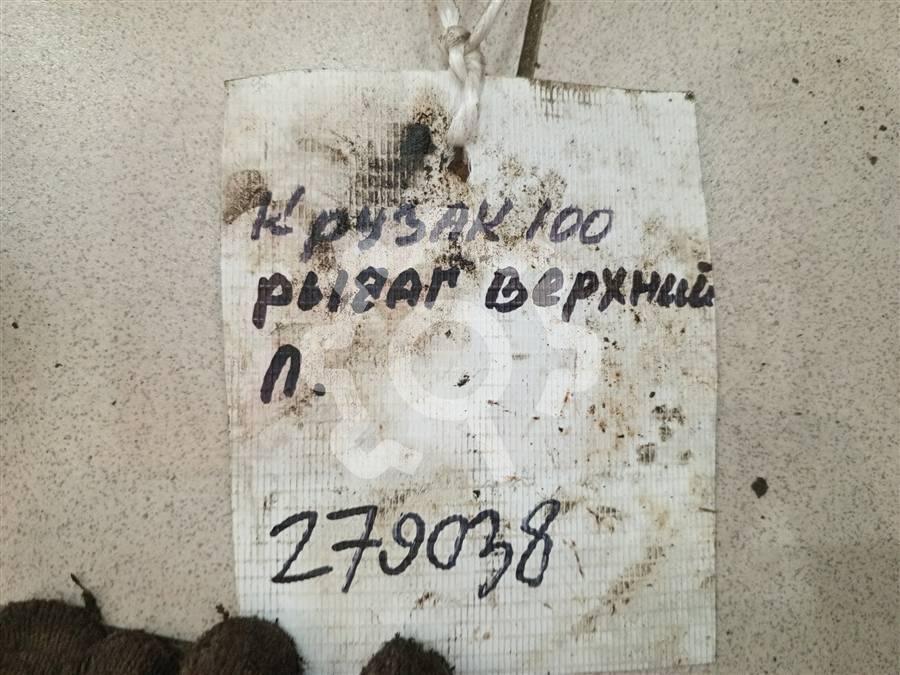 Крузак 100
рычаг верхний
Л.
279038